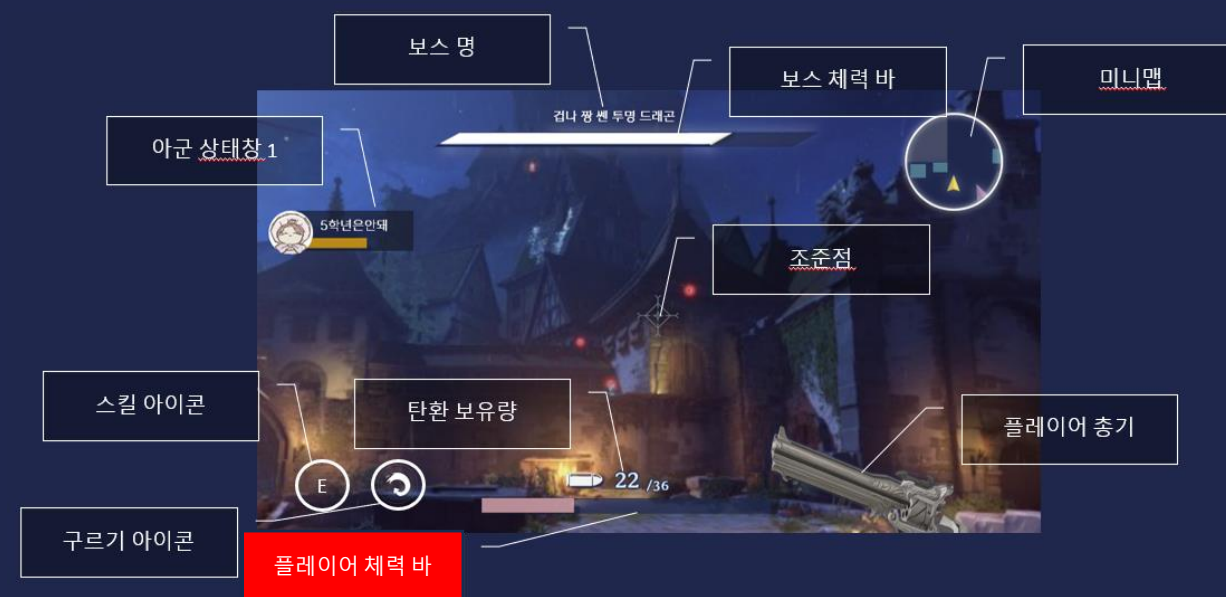 보스 명
보스 체력 바
미니맵
겁나 짱 쎈 투명 드래곤
아군 상태창 1
5학년은안돼
조준점
스킬 아이콘
탄환 보유량
플레이어 총기
E
22 /36
구르기 아이콘
플레이어 체력 바